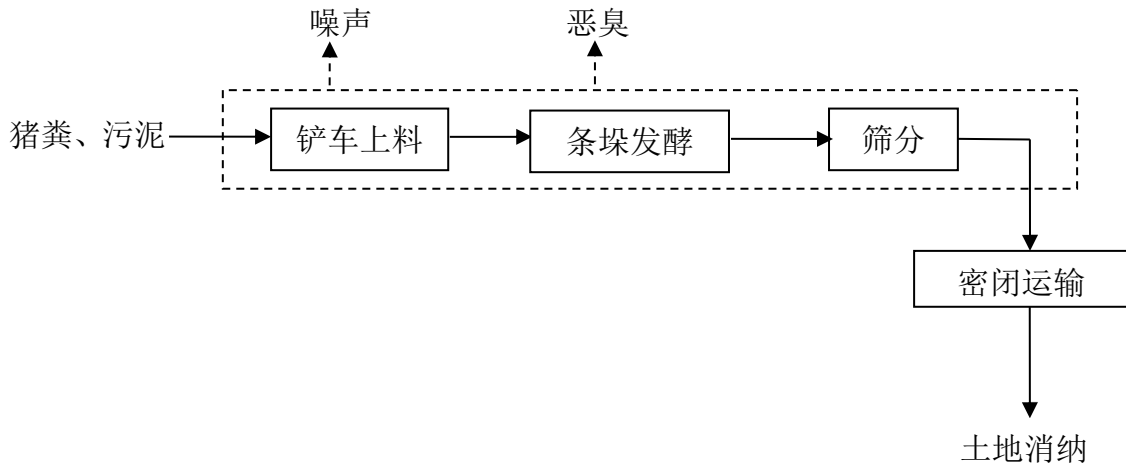 噪声
恶臭
猪粪、污泥
铲车上料
条垛发酵
筛分
密闭运输
土地消纳